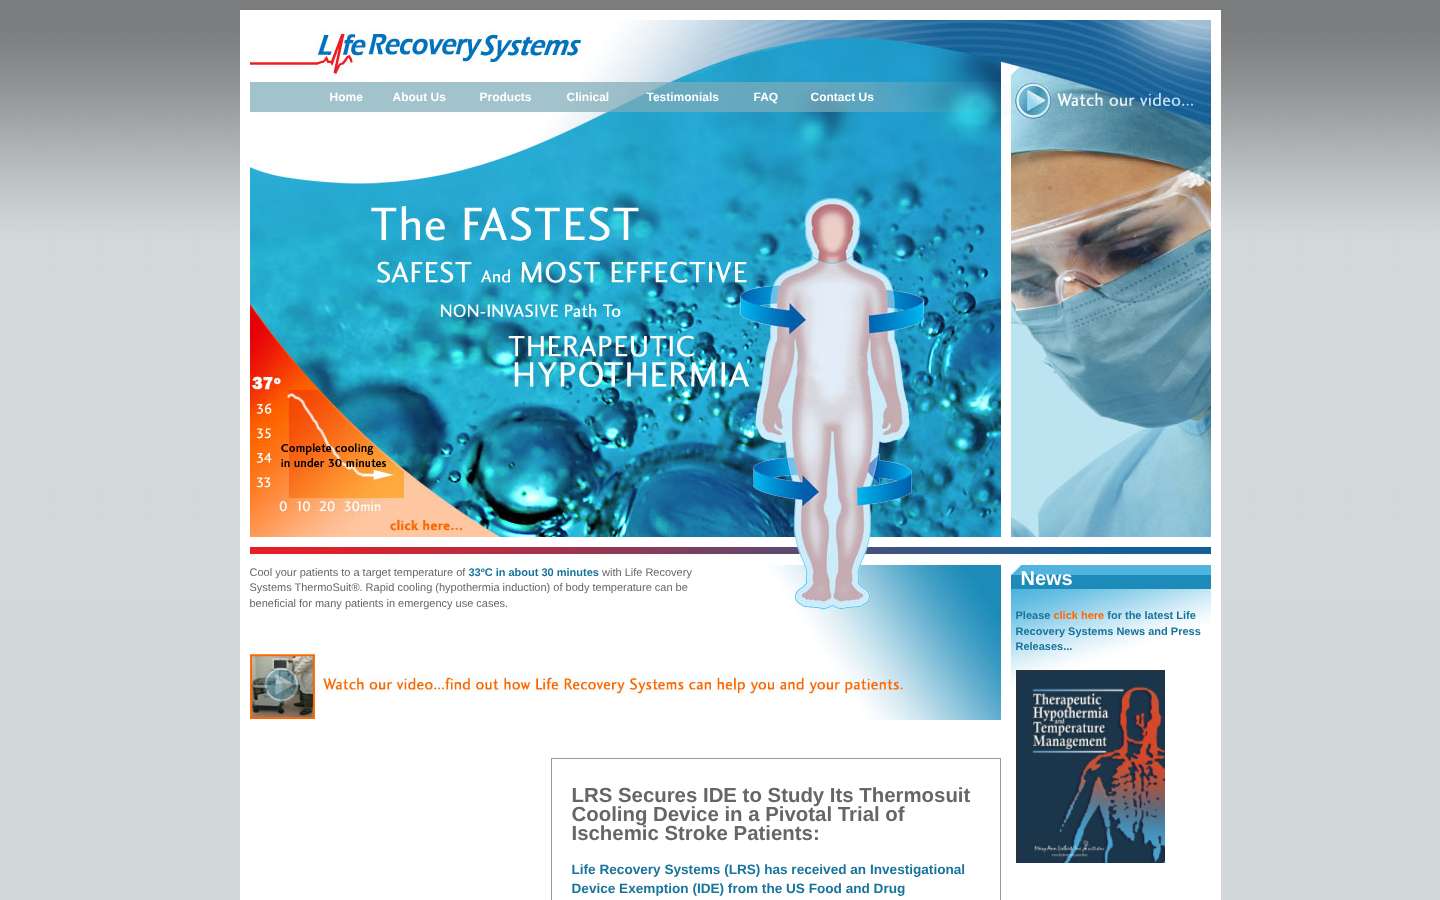 Life Recovery Systems
Home
About Us
Products
Clinical
Testimonials
FAQ
Contact Us
Watch our video...
The FASTEST
SAFEST And MOST EFFECTIVE
NON-INVASIVE Path To
THERAPEUTIC
HYPOTHERMIA
37º
36
35
34
33
Complete cooling
in under 30 minutes
0 10 20 30min
click here...
Cool your patients to a target temperature of 33ºC in about 30 minutes with Life Recovery
Systems ThermoSuit®. Rapid cooling (hypothermia induction) of body temperature can be
beneficial for many patients in emergency use cases.
Watch our video...find out how Life Recovery Systems can help you and your patients.
News
Please click here for the latest Life
Recovery Systems News and Press
Releases...
Therapeutic
Hypothermia
and
Temperature
Management
LRS Secures IDE to Study Its Thermosuit
Cooling Device in a Pivotal Trial of
Ischemic Stroke Patients:
Life Recovery Systems (LRS) has received an Investigational
Device Exemption (IDE) from the US Food and Drug